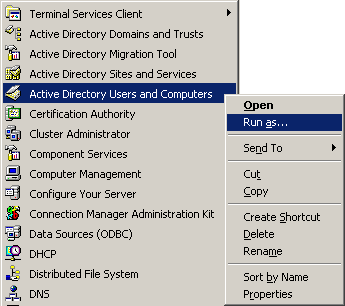 Terminal Services Client
Active Directory Domains and Trusts
Active Directory Migration Tool
Active Directory Sites and Services
Active Directory Users and Computers
Certification Authority
Cluster Administrator
Component Services
Computer Management
Configure Your Server
Connection Manager Administration Kit
Data Sources (ODBC)
DHCP
Distributed File System
DNS
Open
Run as...
Send To
Cut
Copy
Create Shortcut
Delete
Rename
Sort by Name
Properties